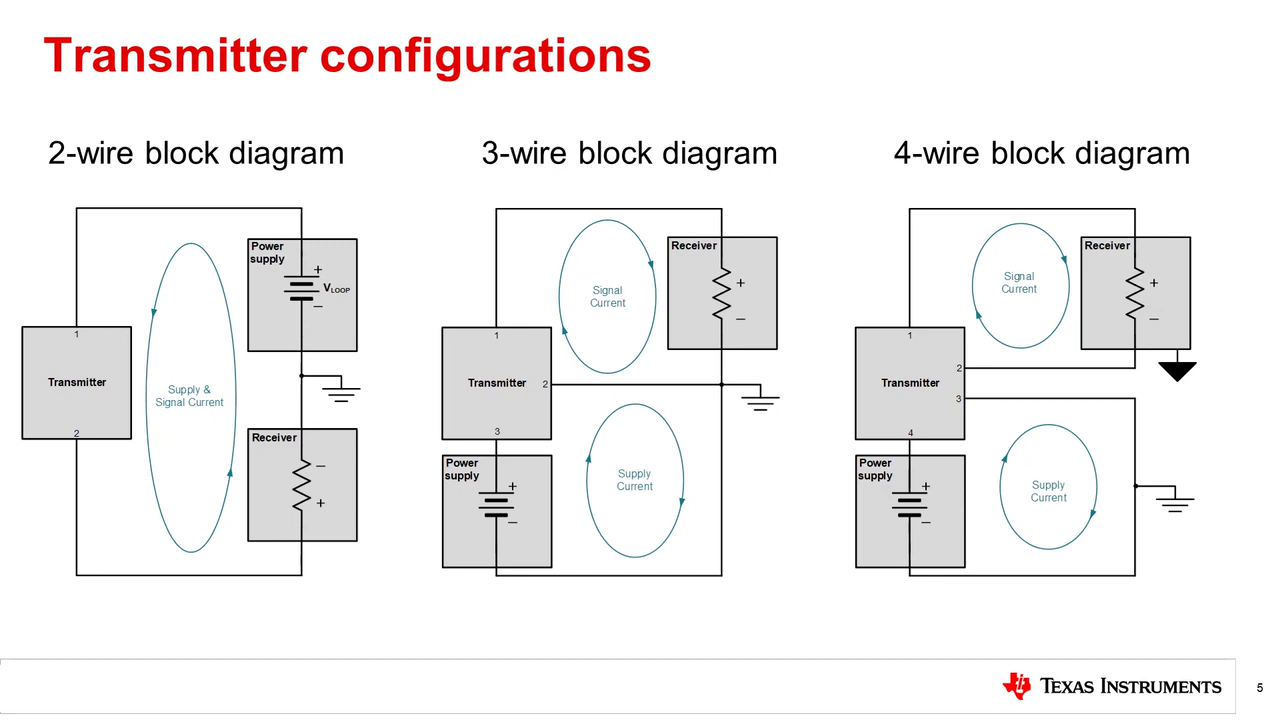 Transmitter configurations
2-wire block diagram
Power
supply
+
VLOOP
–
1
Transmitter
2
Supply &
Signal Current
Receiver
–
+
3-wire block diagram
Receiver
+
–
Signal
Current
1
Transmitter
2
3
Power
supply
+
–
Supply
Current
4-wire block diagram
Receiver
+
–
Signal
Current
1
2
Transmitter
3
4
Power
supply
+
–
Supply
Current
TEXAS INSTRUMENTS
5